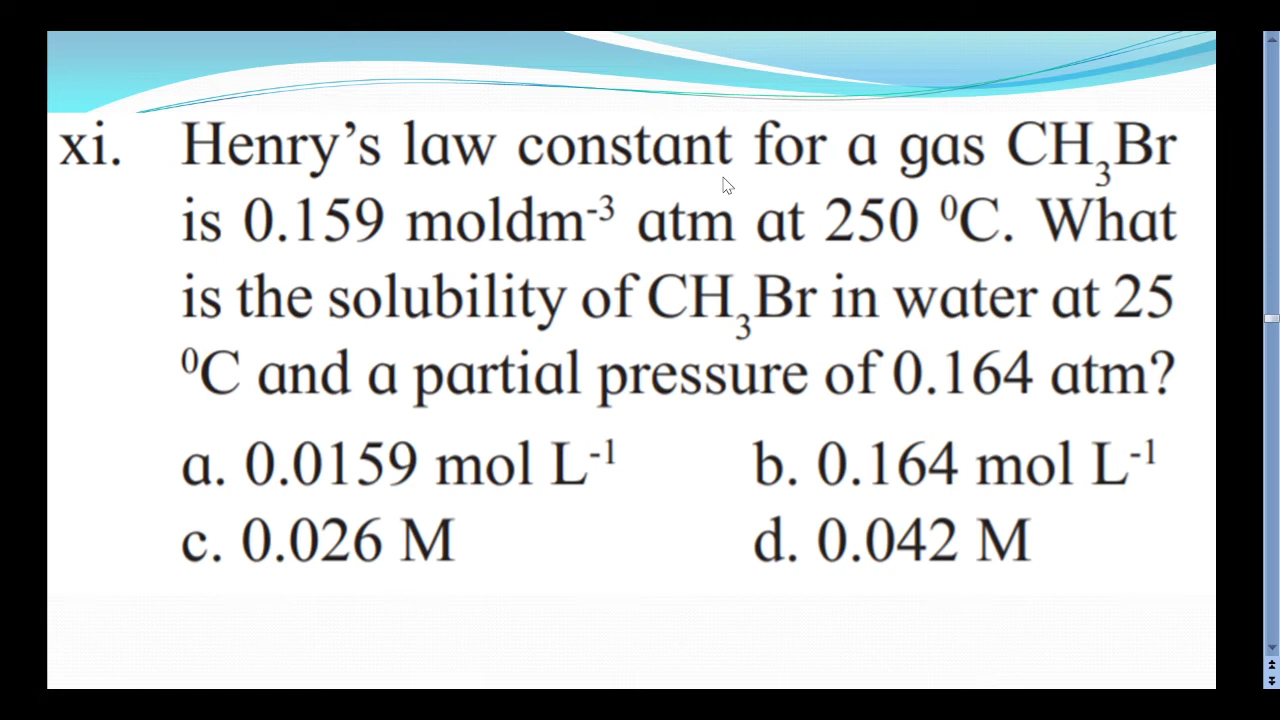 xi. Henry's law constant for a gas CH₃Br
is 0.159 moldm⁻³ atm at 250 ⁰C. What
is the solubility of CH₃Br in water at 25
⁰C and a partial pressure of 0.164 atm?
a. 0.0159 mol L⁻¹ b. 0.164 mol L⁻¹
c. 0.026 M d. 0.042 M